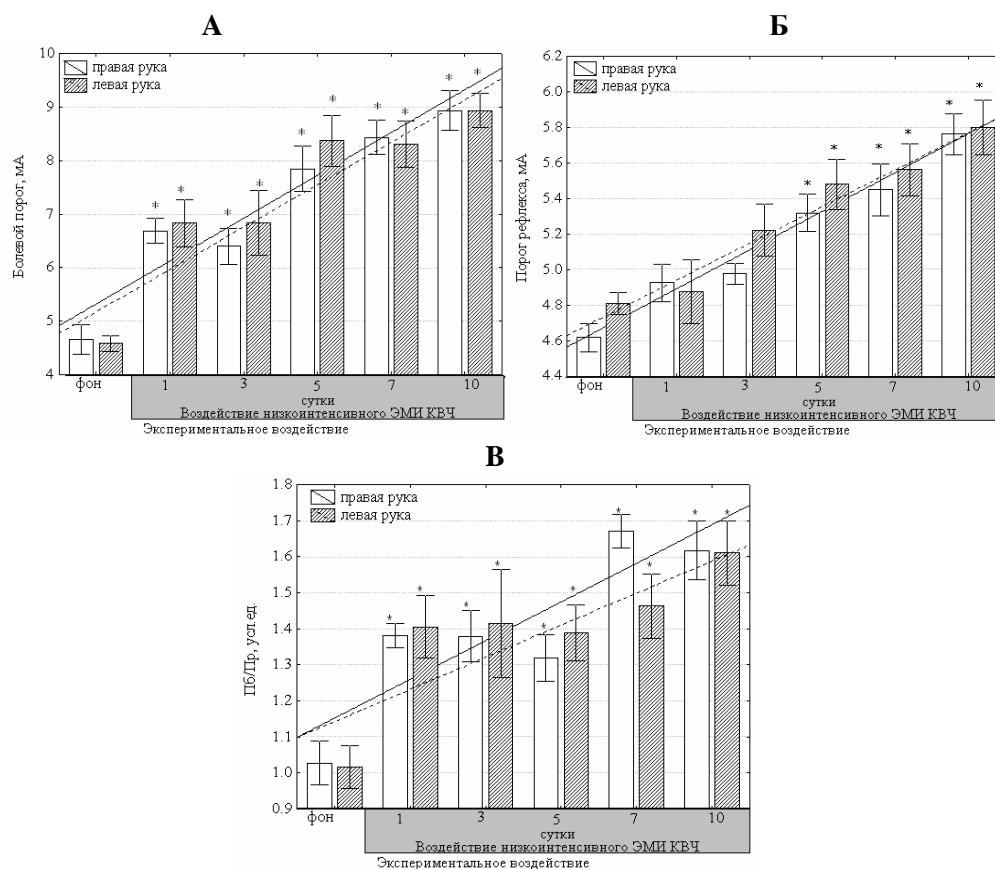 А
Б
10
9
8
7
6
5
4
Болевой порог, мА
правая рука
левая рука
* * * * * * * * * *
фон 1 3 5 7 10
сутки
Воздействие низкоинтенсивного ЭМИ КВЧ
Экспериментальное воздействие
6.2
6.0
5.8
5.6
5.4
5.2
5.0
4.8
4.6
4.4
Порог рефлекса, мА
правая рука
левая рука
* * * * * *
фон 1 3 5 7 10
сутки
Воздействие низкоинтенсивного ЭМИ КВЧ
Экспериментальное воздействие
В
1.8
1.7
1.6
1.5
1.4
1.3
1.2
1.1
1.0
0.9
Пб/Пр, усл.ед.
правая рука
левая рука
* * * * * * * * * *
фон 1 3 5 7 10
сутки
Воздействие низкоинтенсивного ЭМИ КВЧ
Экспериментальное воздействие